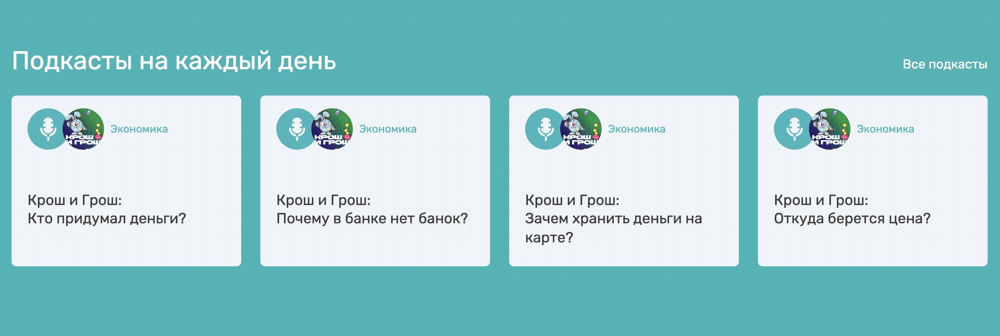 Подкасты на каждый день
Все подкасты
КРОШ
И ГРОШ
Экономика
Крош и Грош:
Кто придумал деньги?
КРОШ
И ГРОШ
Экономика
Крош и Грош:
Почему в банке нет банок?
КРОШ
И ГРОШ
Экономика
Крош и Грош:
Зачем хранить деньги на
карте?
КРОШ
И ГРОШ
Экономика
Крош и Грош:
Откуда берется цена?